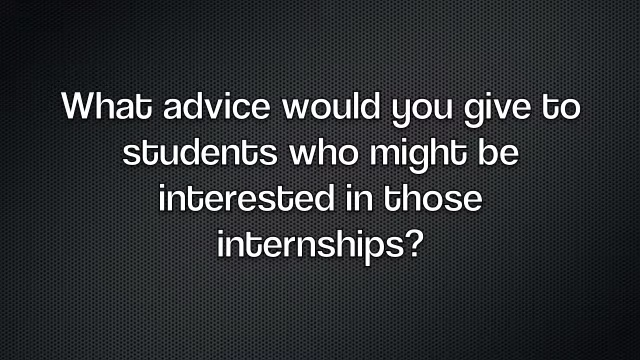 What advice would you give to
students who might be
interested in those
internships?